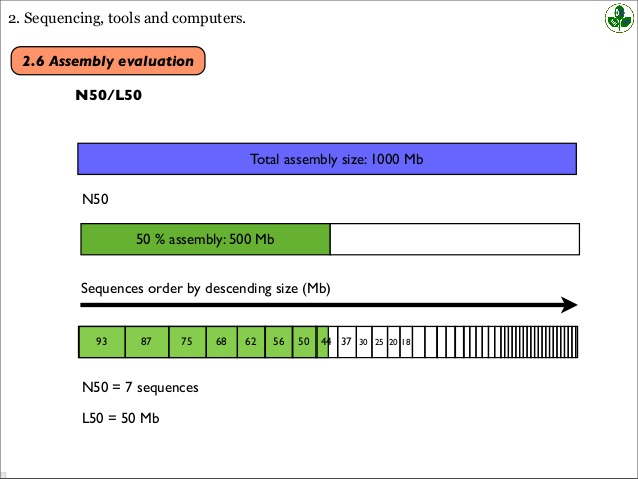 2. Sequencing, tools and computers.
2.6 Assembly evaluation
N50/L50
Total assembly size: 1000 Mb
N50
50 % assembly: 500 Mb
Sequences order by descending size (Mb)
93 87 75 68 62 56 50 44 37 30 25 20 18
N50 = 7 sequences
L50 = 50 Mb